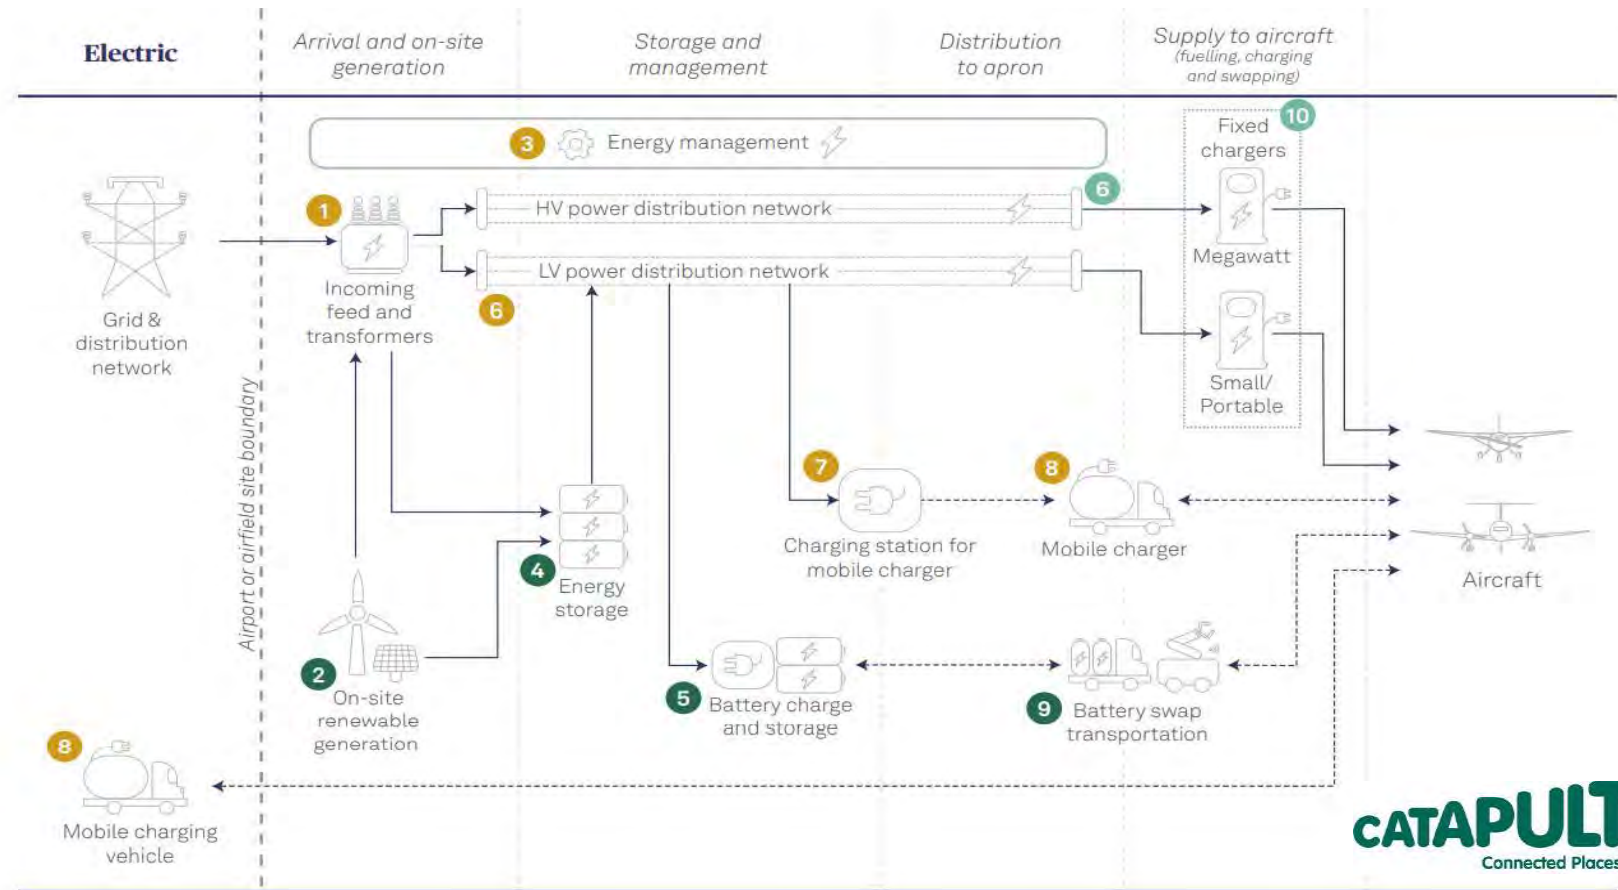 Electric
Arrival and on-site
generation
Storage and
management
Distribution
to apron
Supply to aircraft
(fuelling, charging
and swapping)
3
Energy management
10
Fixed
chargers
1
HV power distribution network
6
Megawatt
LV power distribution network
6
Incoming
feed and
transformers
Grid &
distribution
network
Small/
Portable
Airport or airfield site boundary
7
8
Charging station for
mobile charger
Mobile charger
4
Energy
storage
Aircraft
2
On-site
renewable
generation
5
Battery charge
and storage
9
Battery swap
transportation
8
Mobile charging
vehicle
CATAPULT
Connected Places